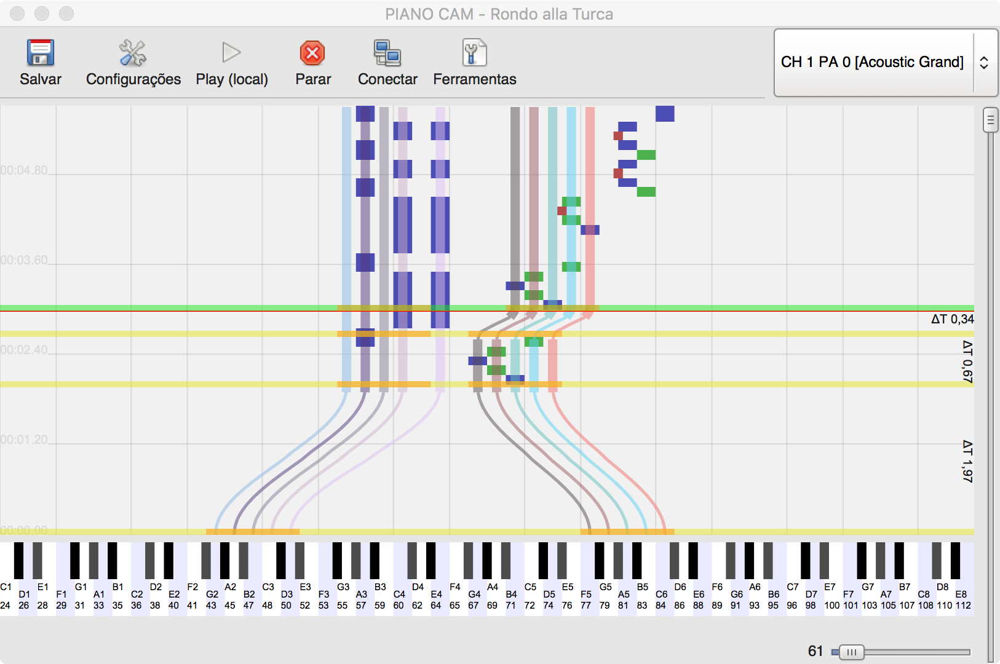 PIANO CAM - Rondo alla Turca
Salvar Configurações Play (local) Parar Conectar Ferramentas
CH 1 PA 0 [Acoustic Grand]
00:04.80
00:03.60
ΔT 0,34
00:02.40
ΔT 0,67
00:01.20
ΔT 1,97
00:00.00
C1 D1 E1 F1 G1 A1 B1 C2 D2 E2 F2 G2 A2 B2 C3 D3 E3 F3 G3 A3 B3 C4 D4 E4 F4 G4 A4 B4 C5 D5 E5 F5 G5 A5 B5 C6 D6 E6 F6 G6 A6 B6 C7 D7 E7 F7 G7 A7 B7 C8 D8 E8
24 26 28 29 31 33 35 36 38 40 41 43 45 47 48 50 52 53 55 57 59 60 62 64 65 67 69 71 72 74 76 77 79 81 83 84 86 88 89 91 93 95 96 98 100 101 103 105 107 108 110 112
61